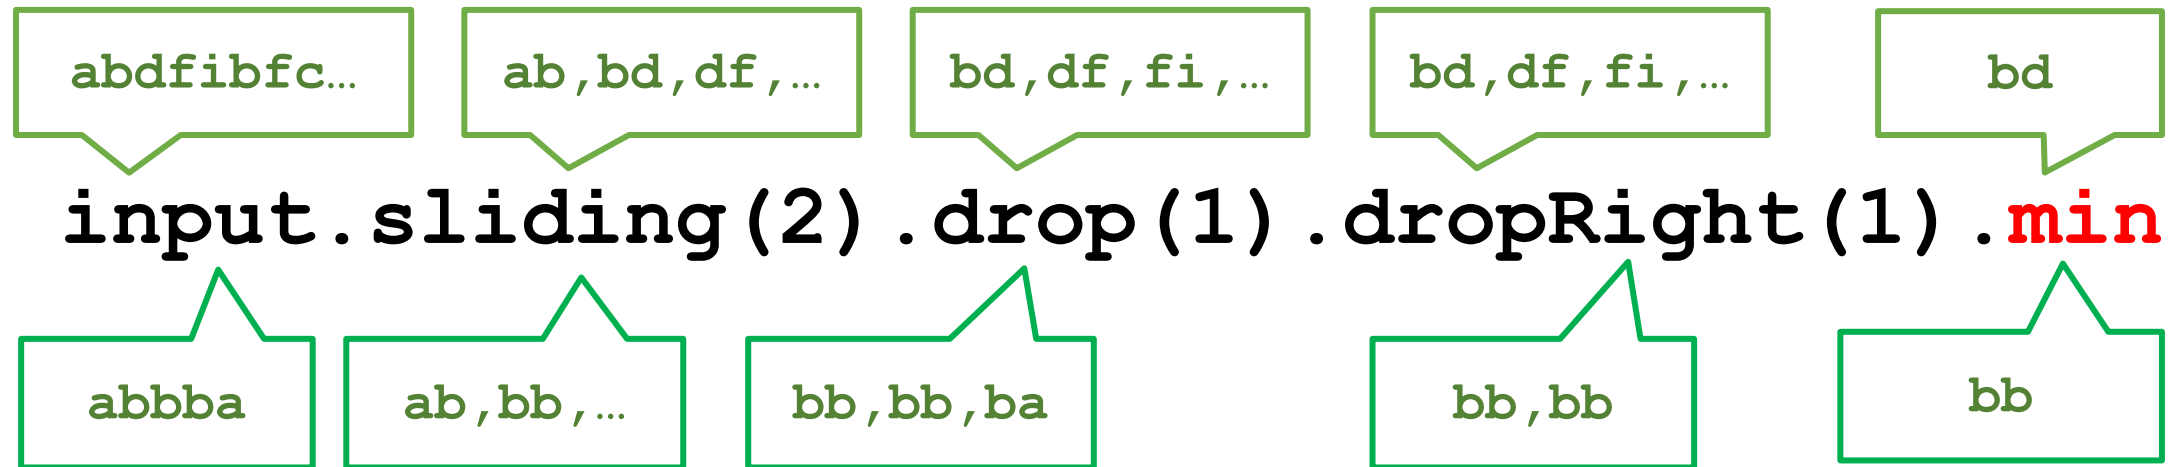 abdfibfc…
ab,bd,df,…
bd,df,fi,…
bd,df,fi,…
bd
input.sliding(2).drop(1).dropRight(1).min
abbba
ab,bb,…
bb,bb,ba
bb,bb
bb